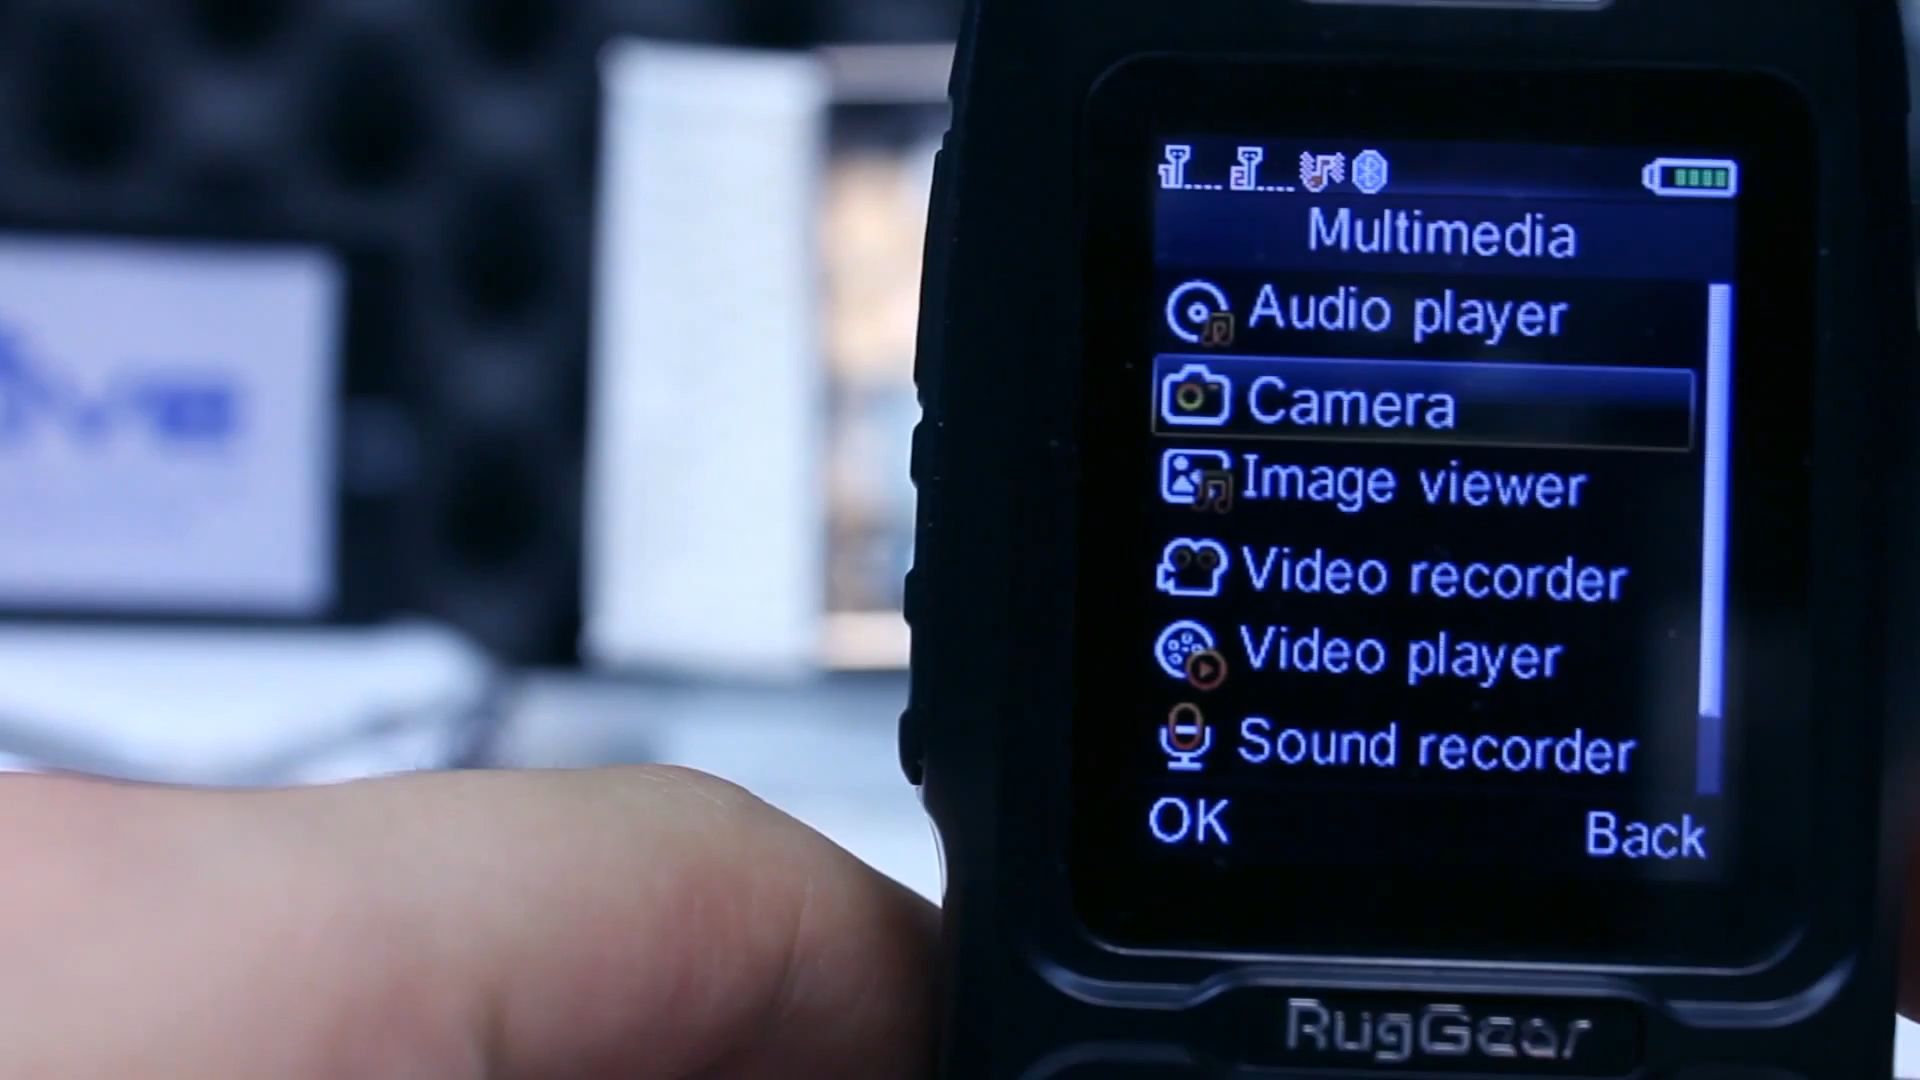 Multimedia
Audio player
Camera
Image viewer
Video recorder
Video player
Sound recorder
OK Back
RugGear